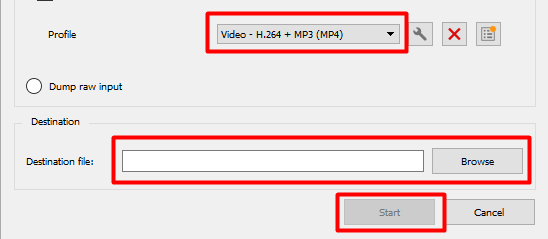 Profile
Video - H.264 + MP3 (MP4)
Dump raw input
Destination
Destination file:
Browse
Start
Cancel